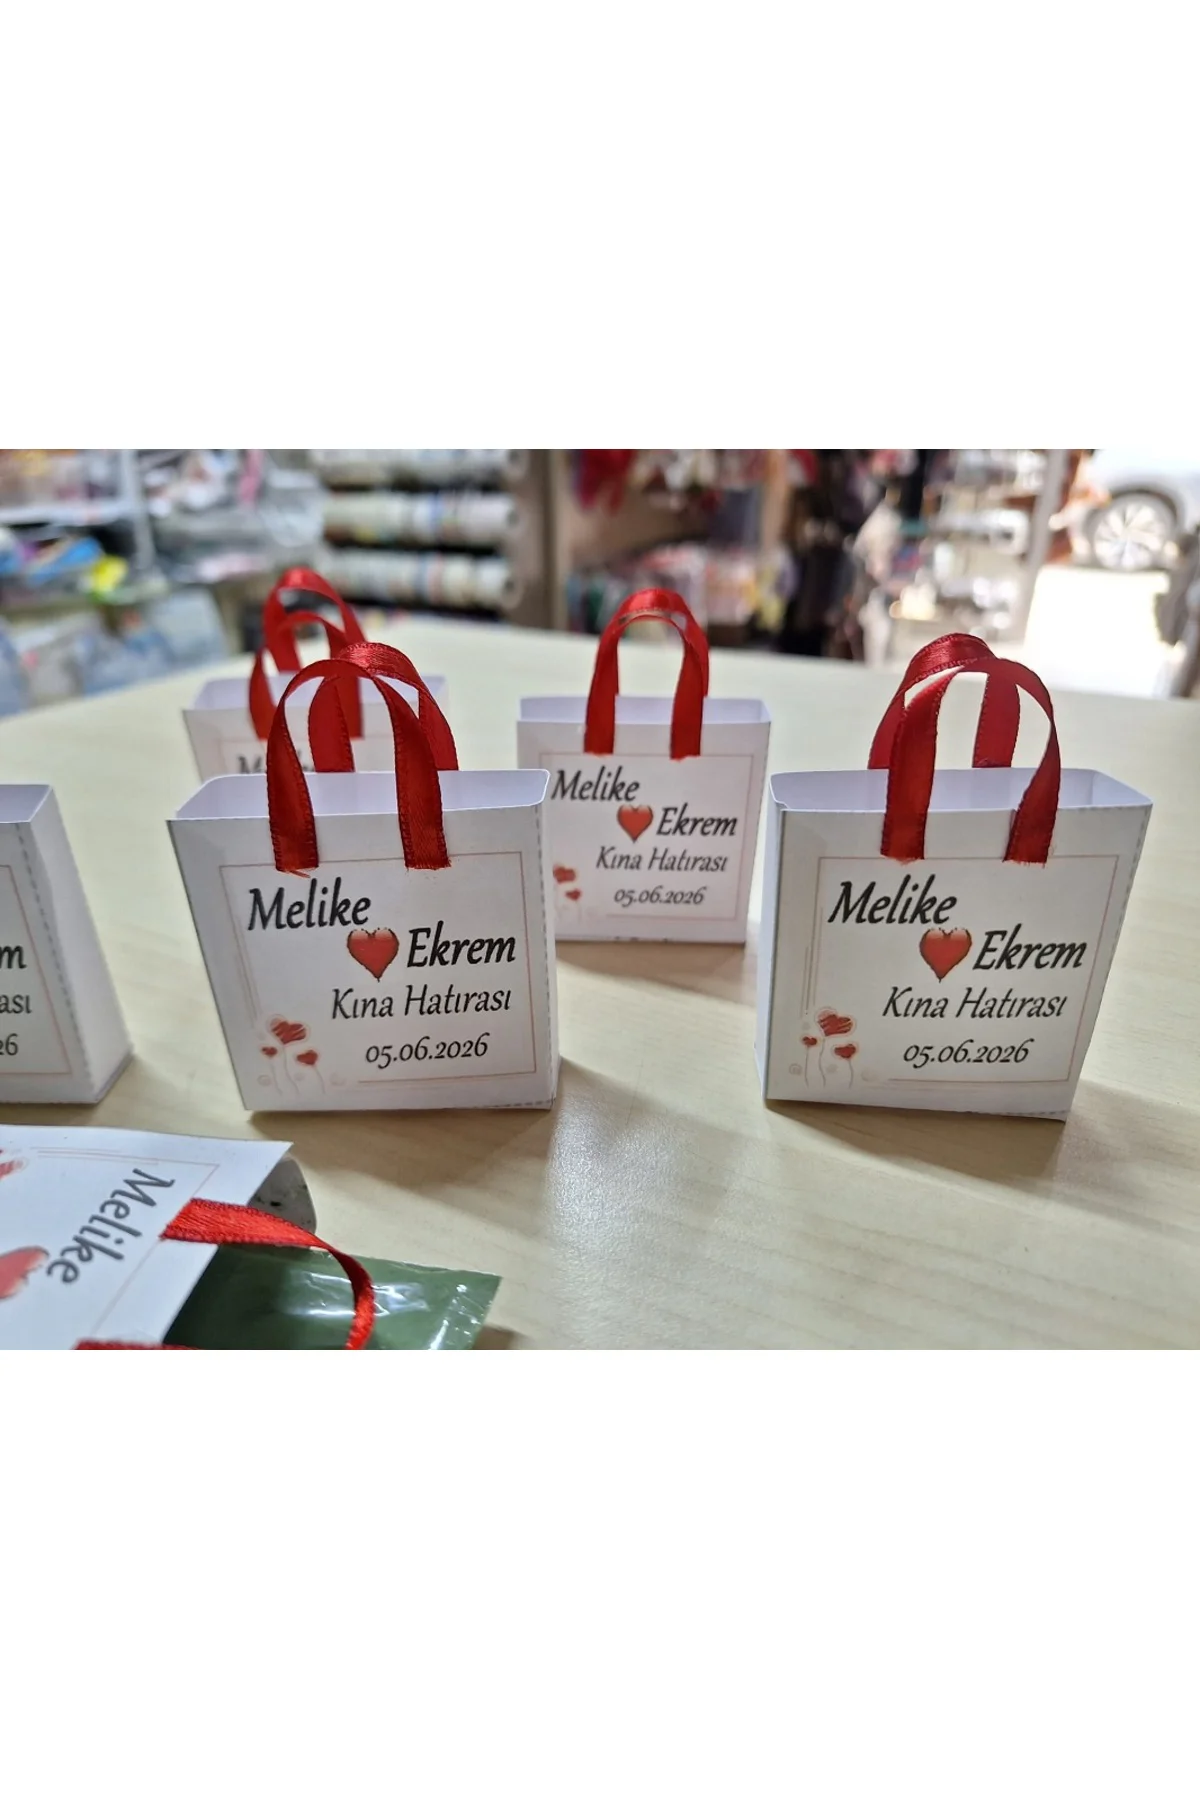 Melike
Ekrem
Kına Hatırası
05.06.2026
Melike
Ekrem
Kına Hatırası
05.06.2026
Melike
Ekrem
Kına Hatırası
05.06.2026
Melike